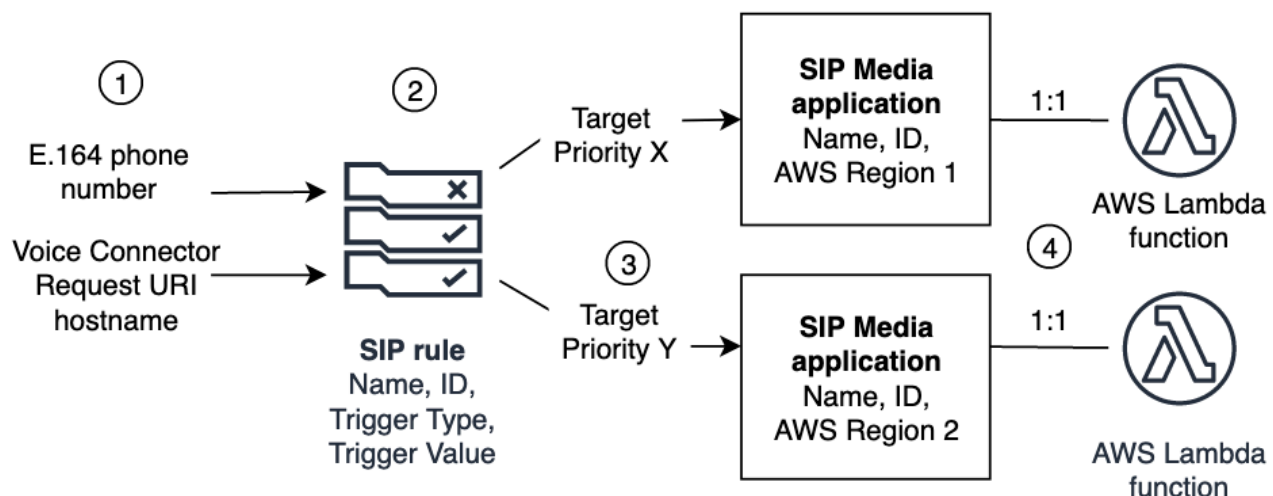 1
E.164 phone
number
Voice Connector
Request URI
hostname
2
SIP rule
Name, ID,
Trigger Type,
Trigger Value
Target
Priority X
3
Target
Priority Y
SIP Media
application
Name, ID,
AWS Region 1
SIP Media
application
Name, ID,
AWS Region 2
1:1
AWS Lambda
function
4
1:1
AWS Lambda
function